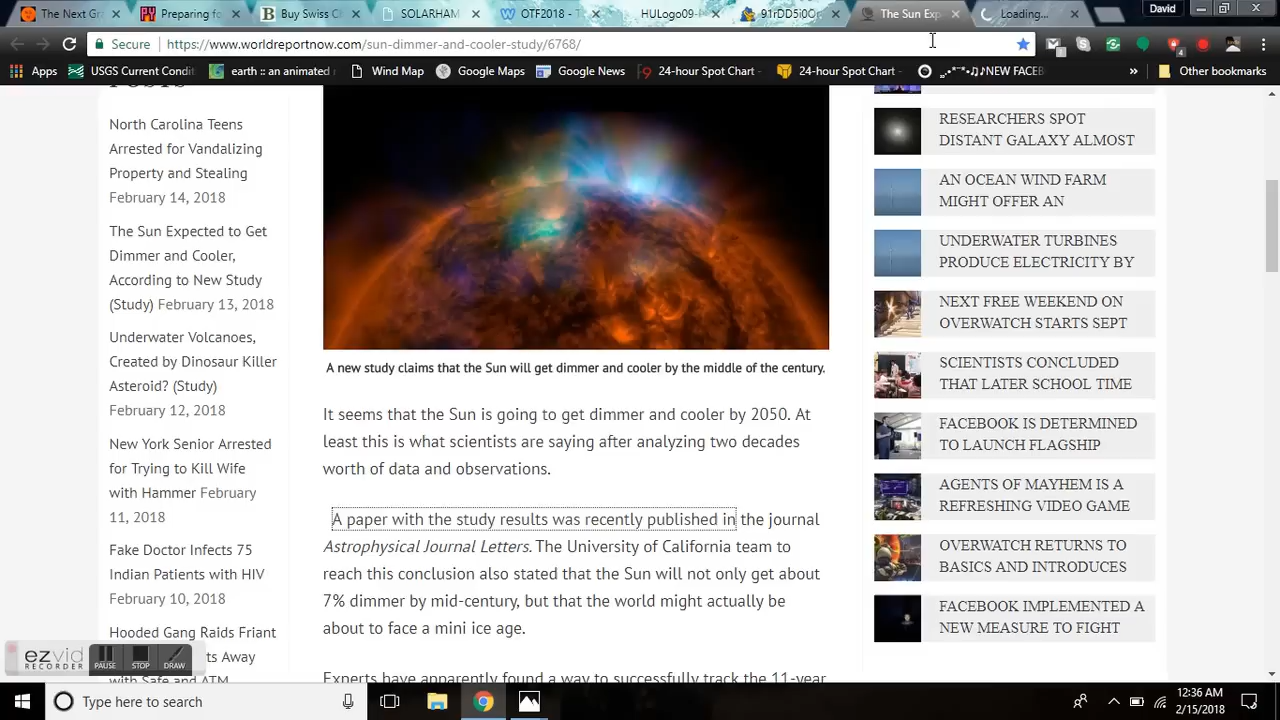 The Next Grand
Preparing for
Buy Swiss Ch
SOLARHAM
OTF2018 - T
HULogo09-H
91rDD5i0Or
The Sun Exp
Loading...
David
Secure
https://www.worldreportnow.com/sun-dimmer-and-cooler-study/6768/
Apps
USGS Current Condit
earth :: an animated
Wind Map
Google Maps
Google News
24-hour Spot Chart -
24-hour Spot Chart -
NEW FACEB
»
Other bookmarks
POSTS
North Carolina Teens
Arrested for Vandalizing
Property and Stealing
February 14, 2018
The Sun Expected to Get
Dimmer and Cooler,
According to New Study
(Study) February 13, 2018
Underwater Volcanoes,
Created by Dinosaur Killer
Asteroid? (Study)
February 12, 2018
New York Senior Arrested
for Trying to Kill Wife
with Hammer February
11, 2018
Fake Doctor Infects 75
Indian Patients with HIV
February 10, 2018
Hooded Gang Raids Friant
ts Away
with Safe and ATM
A new study claims that the Sun will get dimmer and cooler by the middle of the century.
It seems that the Sun is going to get dimmer and cooler by 2050. At
least this is what scientists are saying after analyzing two decades
worth of data and observations.
A paper with the study results was recently published in the journal
Astrophysical Journal Letters. The University of California team to
reach this conclusion also stated that the Sun will not only get about
7% dimmer by mid-century, but that the world might actually be
about to face a mini ice age.
Experts have apparently found a way to successfully track the 11-year
RESEARCHERS SPOT
DISTANT GALAXY ALMOST
AN OCEAN WIND FARM
MIGHT OFFER AN
UNDERWATER TURBINES
PRODUCE ELECTRICITY BY
NEXT FREE WEEKEND ON
OVERWATCH STARTS SEPT
SCIENTISTS CONCLUDED
THAT LATER SCHOOL TIME
FACEBOOK IS DETERMINED
TO LAUNCH FLAGSHIP
AGENTS OF MAYHEM IS A
REFRESHING VIDEO GAME
OVERWATCH RETURNS TO
BASICS AND INTRODUCES
FACEBOOK IMPLEMENTED A
NEW MEASURE TO FIGHT
ezvid
RECORDER
PAUSE
STOP
DRAW
Type here to search
12:36 AM
2/15/2018